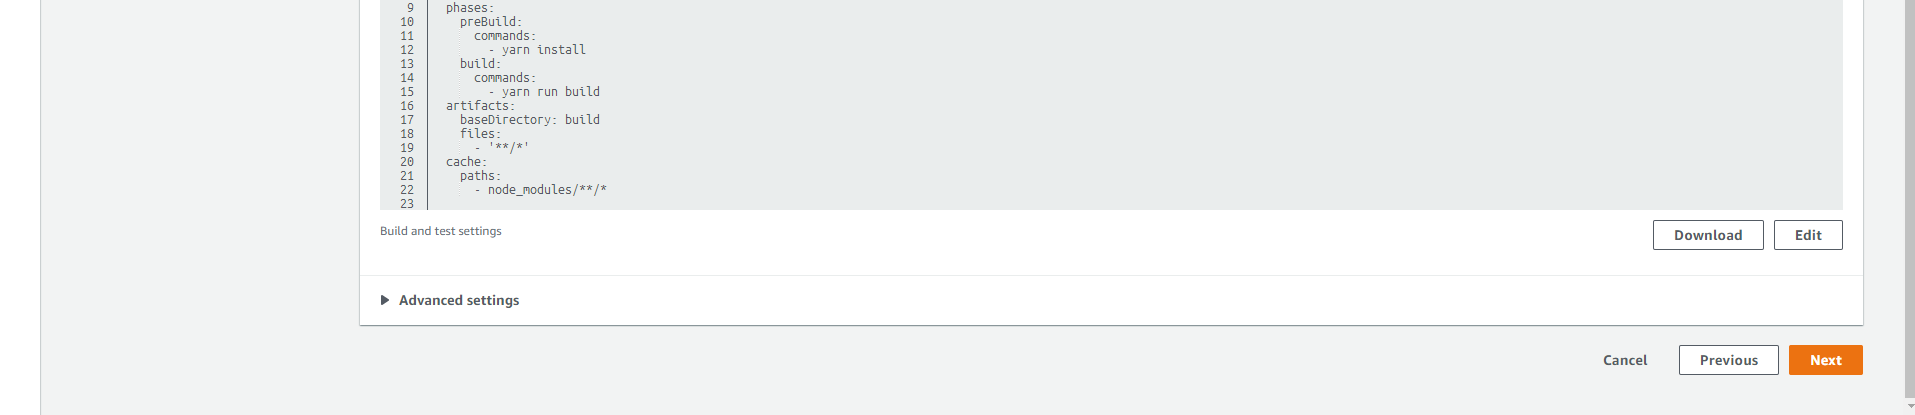 9 phases:
10 preBuild:
11 commands:
12 - yarn install
13 build:
14 commands:
15 - yarn run build
16 artifacts:
17 baseDirectory: build
18 files:
19 - '**/*'
20 cache:
21 paths:
22 - node_modules/**/*
23
Build and test settings
Download Edit
Advanced settings
Cancel Previous Next